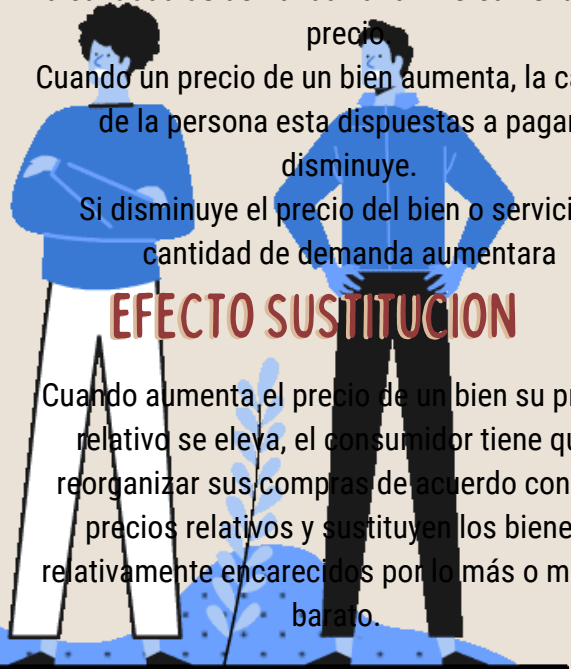 precio.
Cuando un precio de un bien aumenta, la
de la persona esta dispuestas a pagar
disminuye.
Si disminuye el precio del bien o servici
cantidad de demanda aumentara
EFECTO SUSTITUCION
Cuando aumenta el precio de un bien su
relativo se eleva, el consumidor tiene
reorganizar sus compras de acuerdo con
precios relativos y sustituyen los biene
relativamente encarecidos por lo más o
barato.